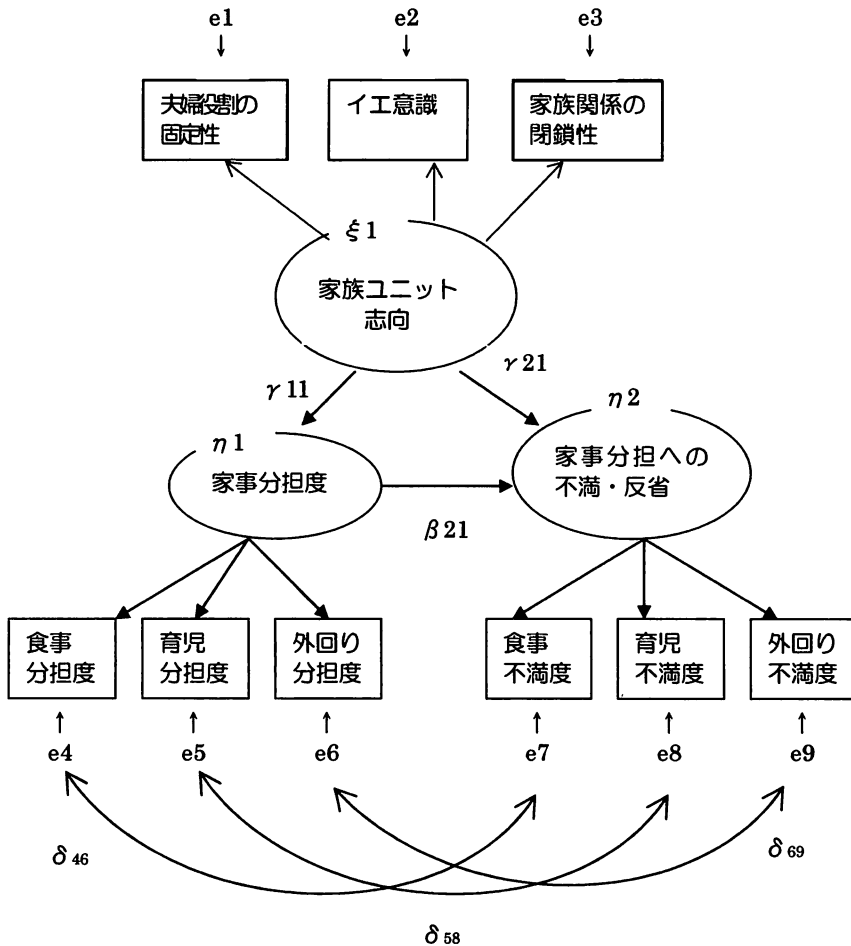 e1
e2
e3
夫婦役割の
固定性
イエ意識
家族関係の
閉鎖性
ξ1
家族ユニット
志向
γ11
γ21
η1
家事分担度
η2
家事分担への
不満・反省
β21
食事
分担度
育児
分担度
外回り
分担度
食事
不満度
育児
不満度
外回り
不満度
e4
e5
e6
e7
e8
e9
δ46
δ69
δ58